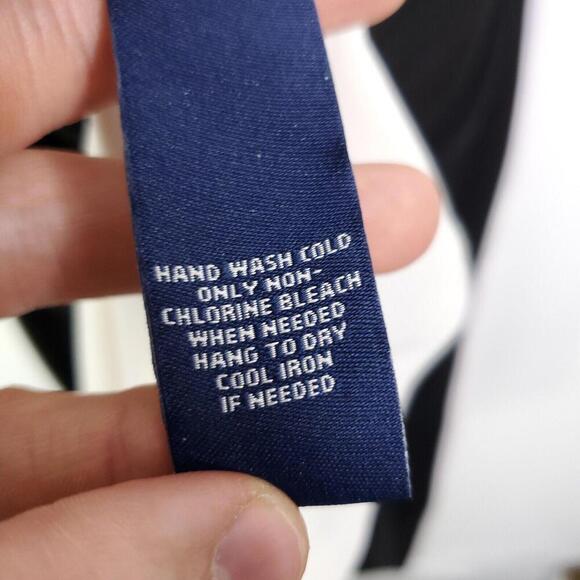 HAND WASH COLD
ONLY NON-
CHLORINE BLEACH
WHEN NEEDED
HANG TO DRY
COOL IRON
IF NEEDED